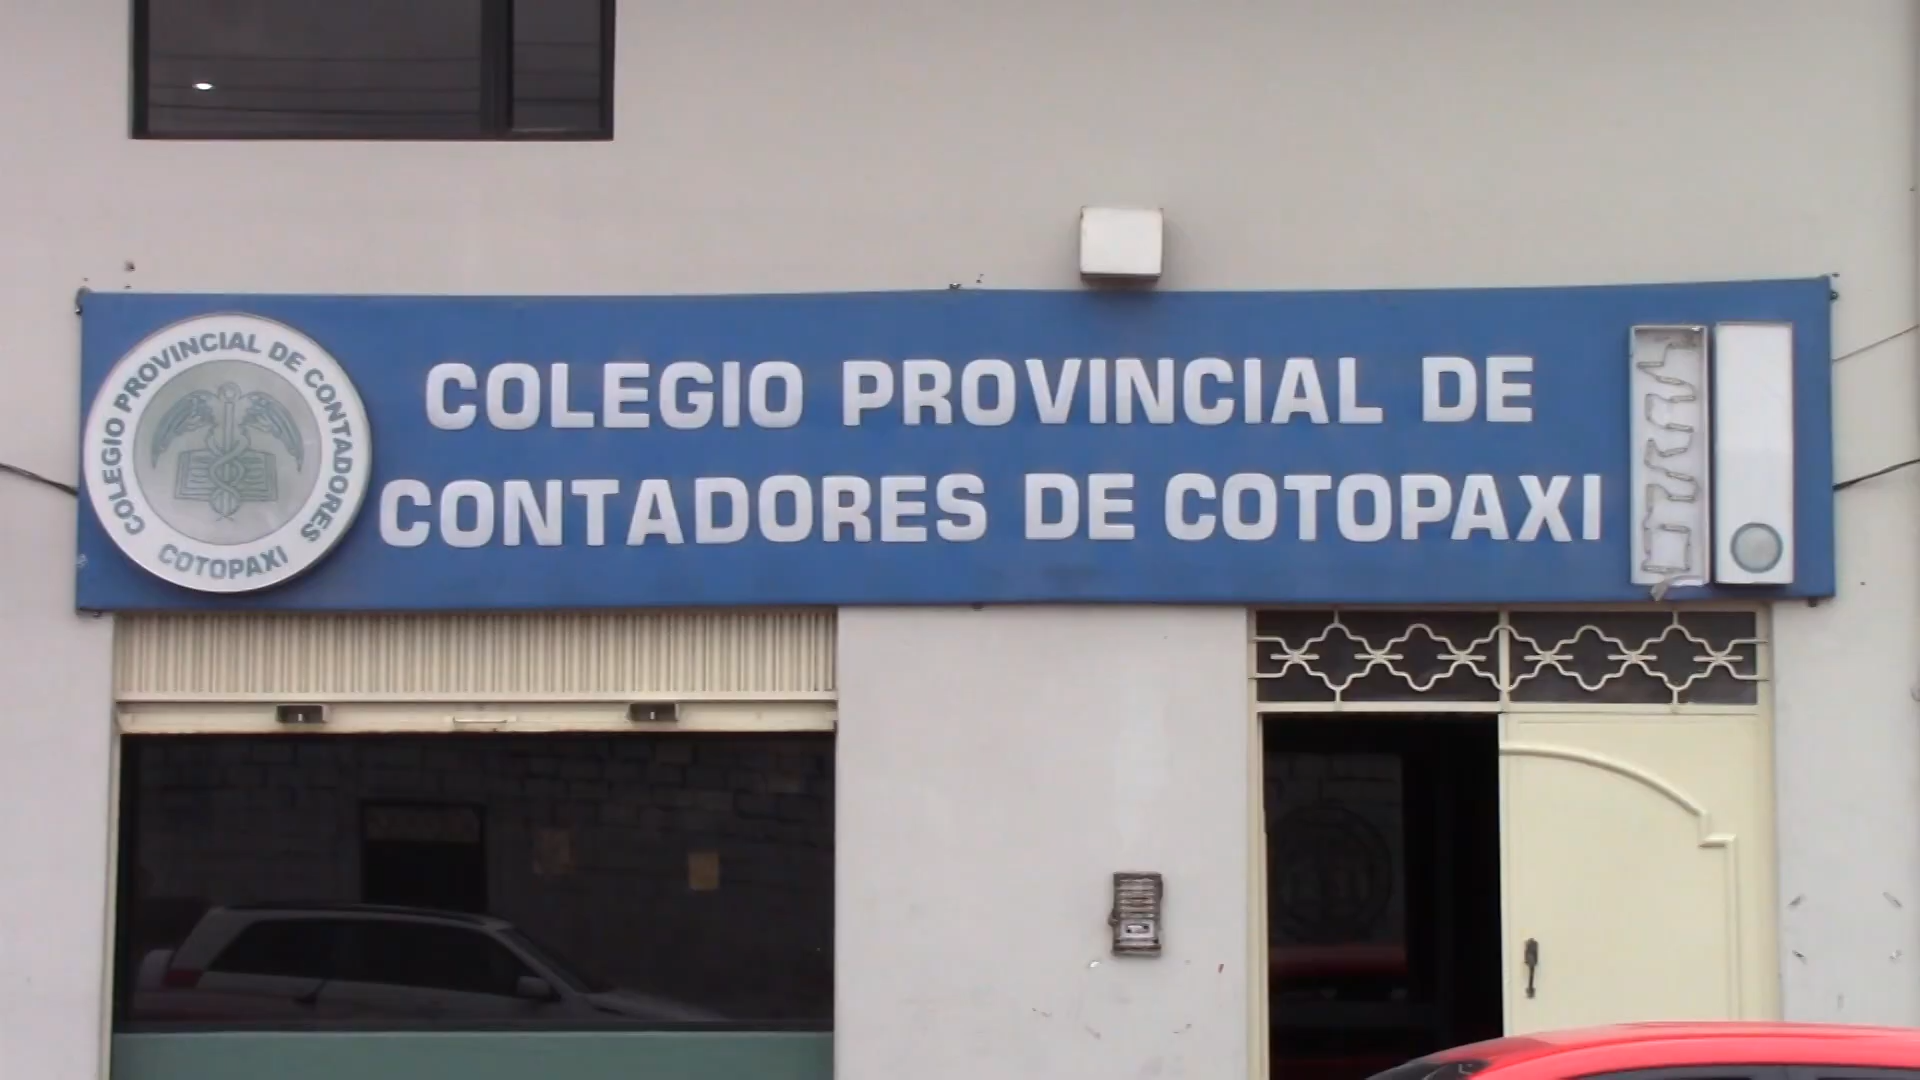 COLEGIO PROVINCIAL DE CONTADORES
COTOPAXI
COLEGIO PROVINCIAL DE
CONTADORES DE COTOPAXI